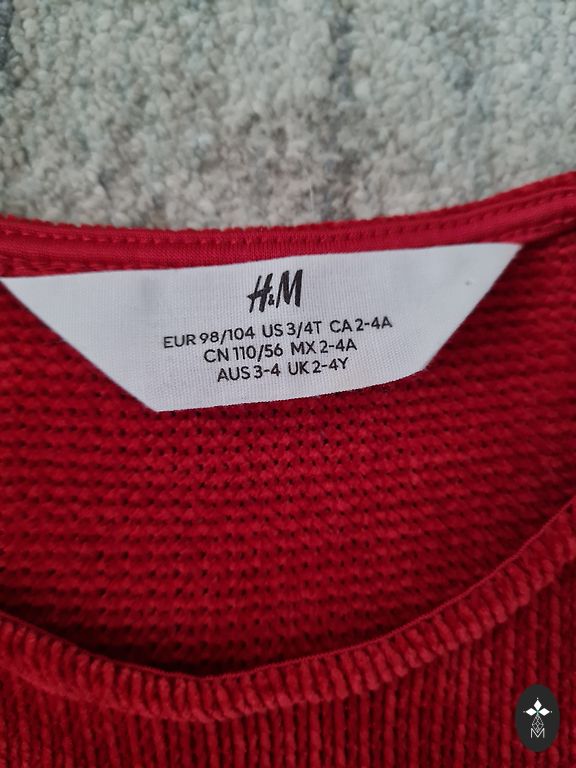 H&M
EUR 98/104 US 3/4T CA 2-4A
CN 110/56 MX 2-4A
AUS 3-4 UK 2-4Y
M